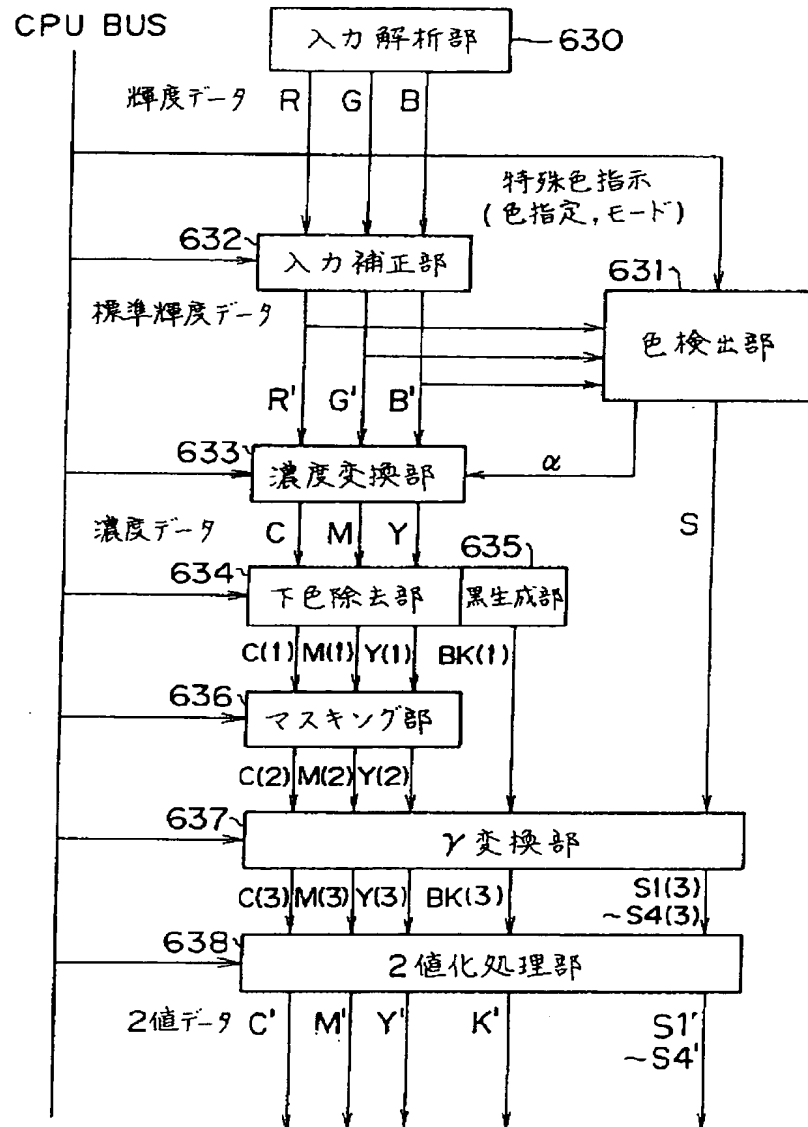 CPU BUS
入力解析部 630
輝度データ R G B
特殊色指示
(色指定,モード)
632
入力補正部
631
色検出部
標準輝度データ
R' G' B'
633
濃度変換部
α
濃度データ C M Y
S
634
下色除去部
635
黒生成部
C(1) M(1) Y(1) BK(1)
636
マスキング部
C(2) M(2) Y(2)
637
γ変換部
C(3) M(3) Y(3) BK(3) S1(3)
~S4(3)
638
2値化処理部
2値データ C' M' Y' K' S1'
~S4'